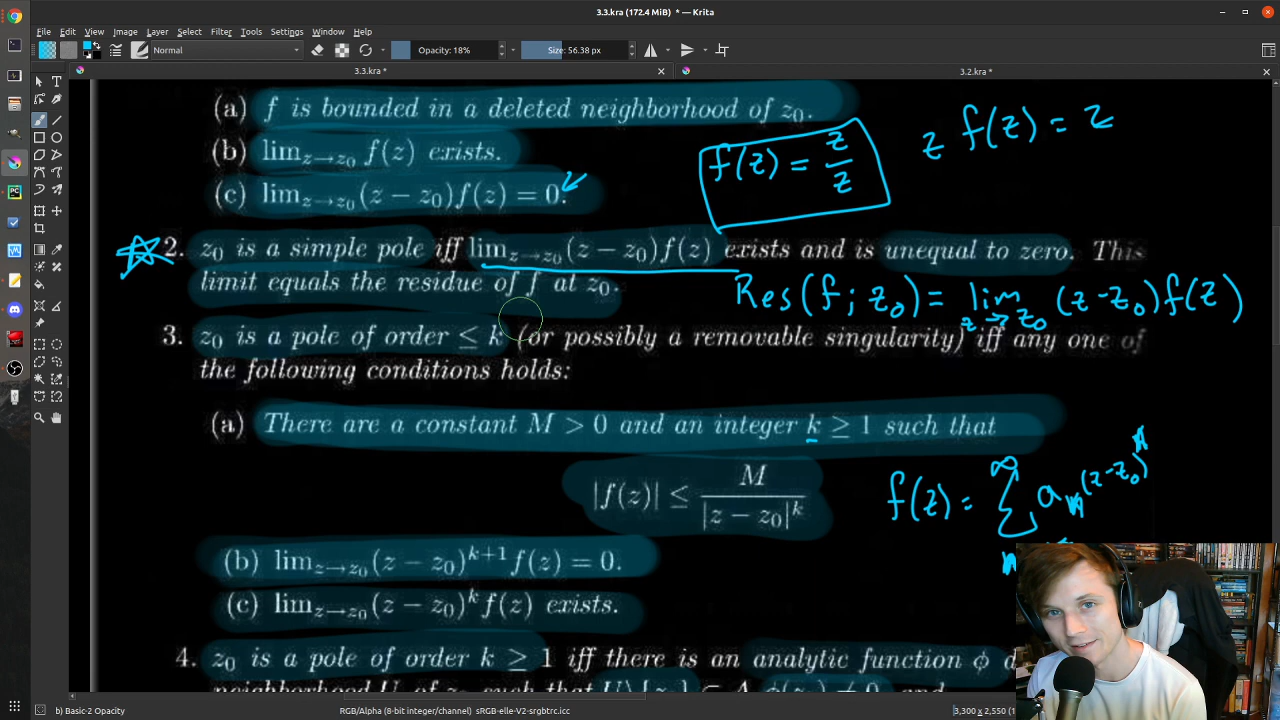 3.3.kra (172.4 MiB) * — Krita
File Edit View Image Layer Select Filter Tools Settings Window Help
Normal Opacity: 18% Size: 56.38 px
3.3.kra * 3.2.kra *
(a) f is bounded in a deleted neighborhood of z₀.
(b) lim_{z→z₀} f(z) exists.
(c) lim_{z→z₀} (z − z₀)f(z) = 0.
f(z) = z/z
z f(z) = z
2. z₀ is a simple pole iff lim_{z→z₀} (z − z₀)f(z) exists and is unequal to zero. This
limit equals the residue of f at z₀.
Res(f; z₀) = lim_{z→z₀} (z-z₀)f(z)
3. z₀ is a pole of order ≤ k (or possibly a removable singularity) iff any one of
the following conditions holds:
(a) There are a constant M > 0 and an integer k ≥ 1 such that
|f(z)| ≤ M / |z − z₀|^k
f(z) = ∑ ∞ aₙ(z-z₀)ⁿ
(b) lim_{z→z₀} (z − z₀)^{k+1} f(z) = 0.
(c) lim_{z→z₀} (z − z₀)^k f(z) exists.
4. z₀ is a pole of order k ≥ 1 iff there is an analytic function ϕ
b) Basic-2 Opacity RGB/Alpha (8-bit integer/channel) sRGB-elle-V2-srgbtrc.icc 3,300 x 2,550